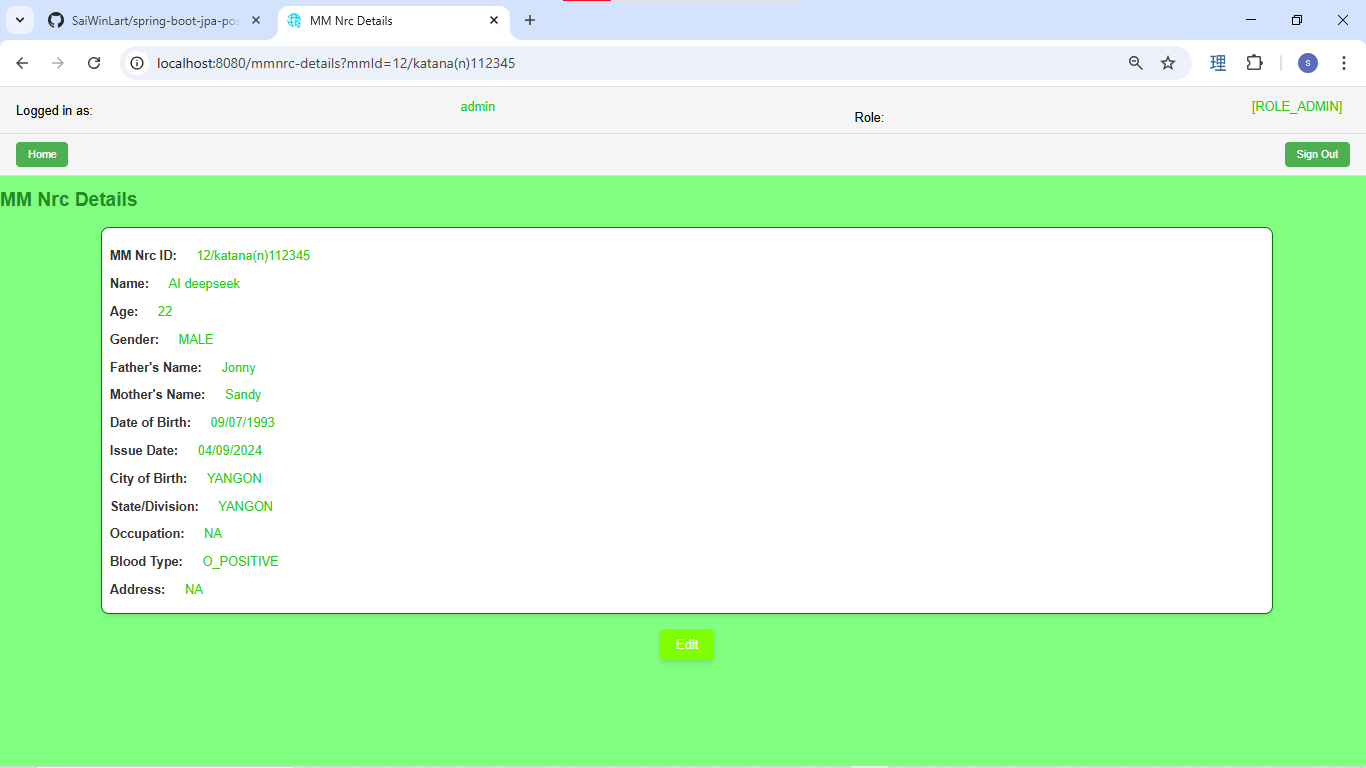 SaiWinLart/spring-boot-jpa-pos
MM Nrc Details
localhost:8080/mmnrc-details?mmId=12/katana(n)112345
理
s
Logged in as: admin Role: [ROLE_ADMIN]
Home Sign Out
MM Nrc Details
MM Nrc ID: 12/katana(n)112345
Name: AI deepseek
Age: 22
Gender: MALE
Father's Name: Jonny
Mother's Name: Sandy
Date of Birth: 09/07/1993
Issue Date: 04/09/2024
City of Birth: YANGON
State/Division: YANGON
Occupation: NA
Blood Type: O_POSITIVE
Address: NA
Edit